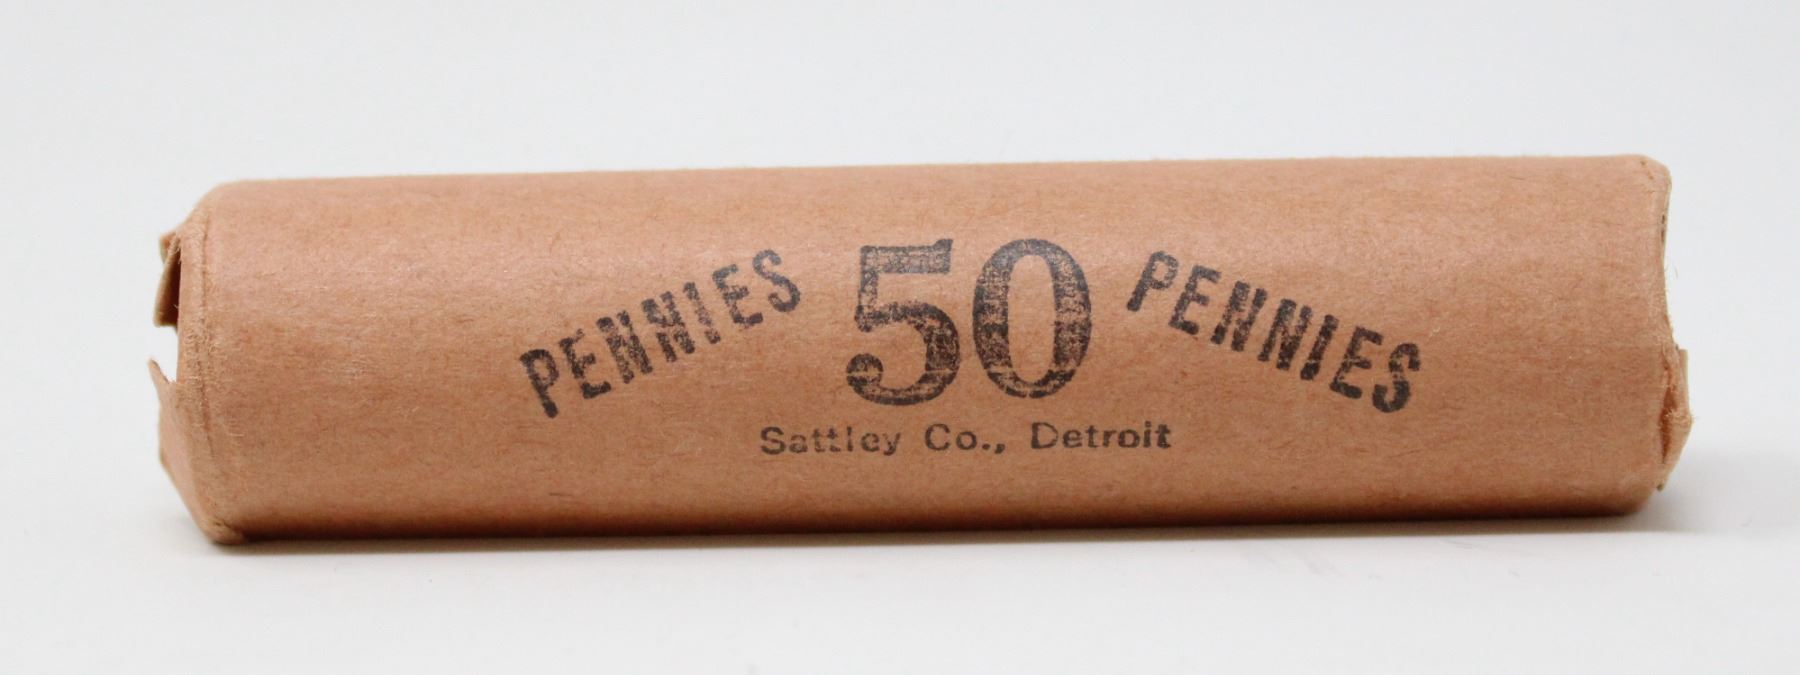 PENNIES 50 PENNIES
Sattley Co., Detroit